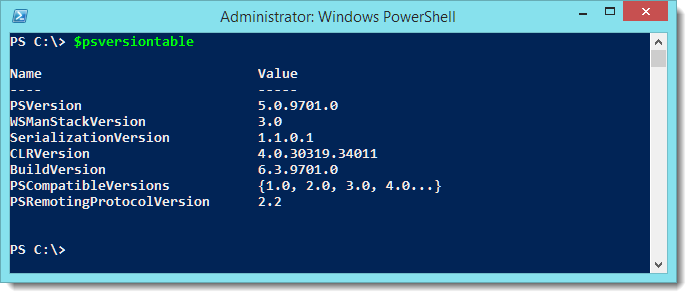 Administrator: Windows PowerShell
PS C:\> $psversiontable
Name Value
---- -----
PSVersion 5.0.9701.0
WSManStackVersion 3.0
SerializationVersion 1.1.0.1
CLRVersion 4.0.30319.34011
BuildVersion 6.3.9701.0
PSCompatibleVersions {1.0, 2.0, 3.0, 4.0...}
PSRemotingProtocolVersion 2.2
PS C:\>